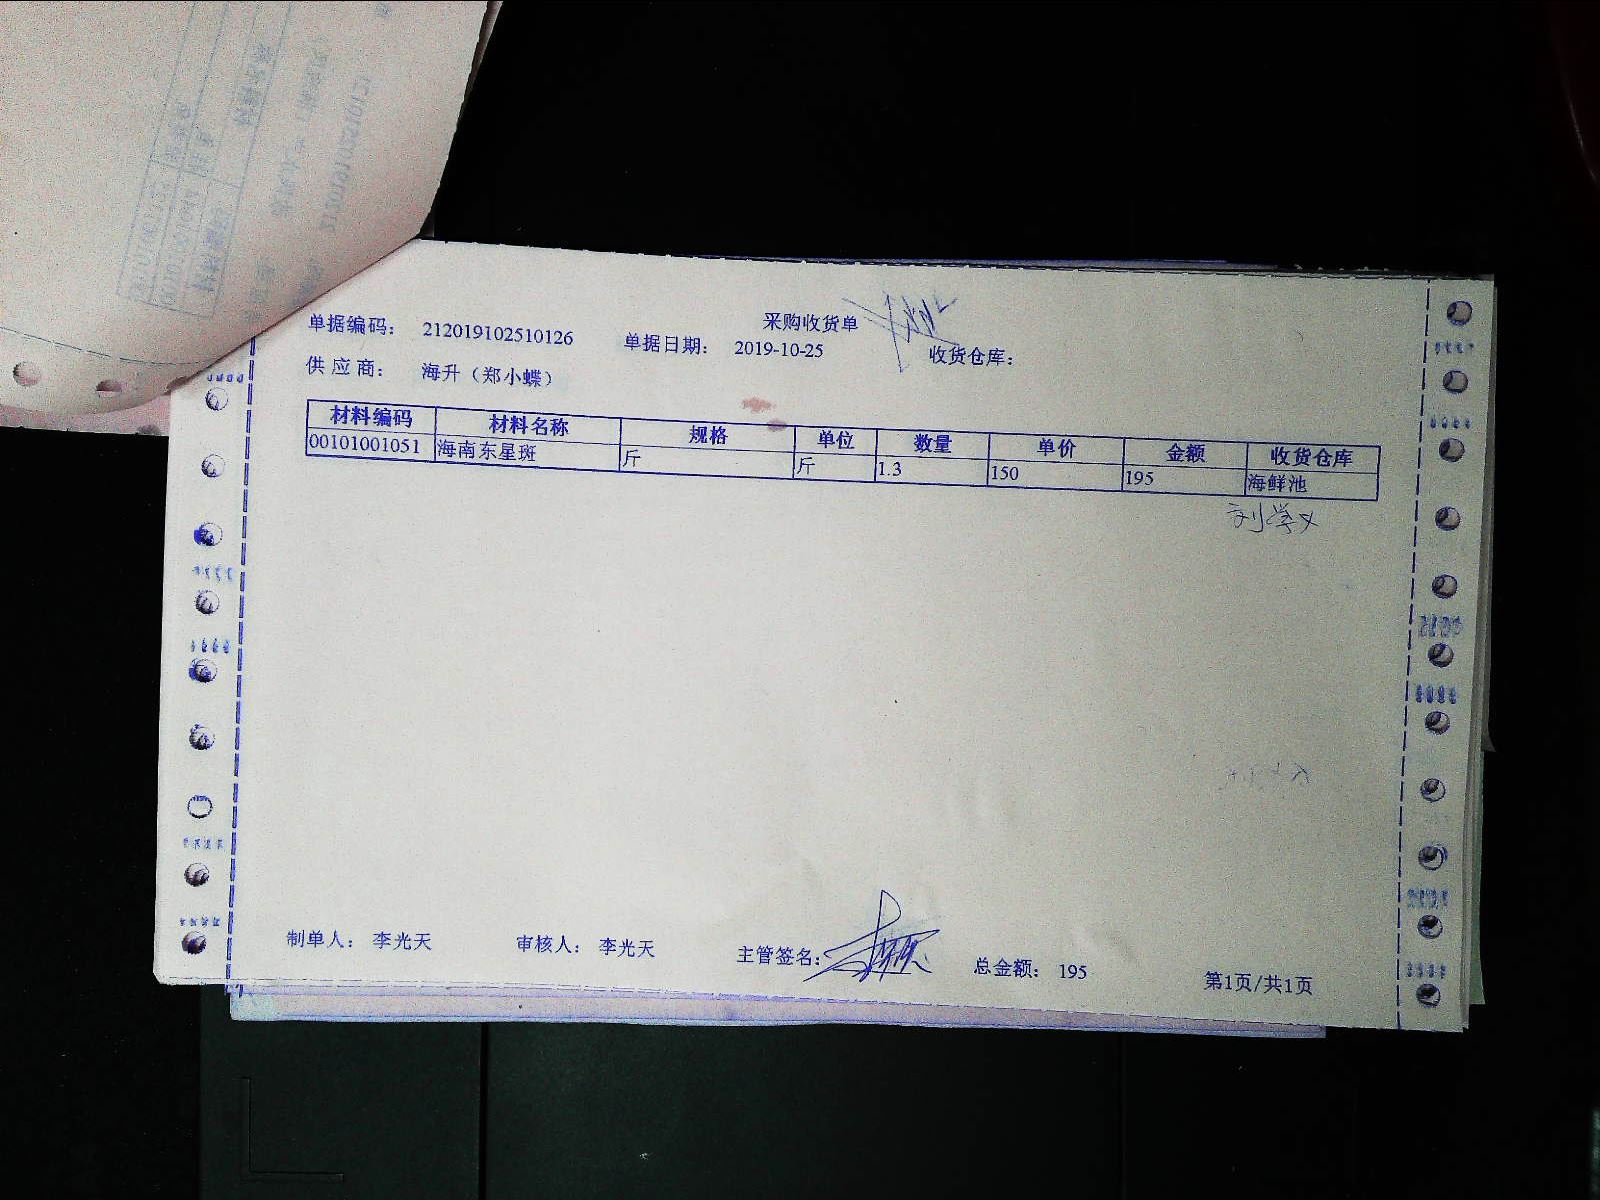 采购收货单
单据编码： 212019102510126 单据日期： 2019-10-25 收货仓库：
供应商： 海升（郑小蝶）
材料编码 材料名称 规格 单位 数量 单价 金额 收货仓库
00101001051 海南东星斑 斤 斤 1.3 150 195 海鲜池
刘学义
制单人： 李光天 审核人： 李光天 主管签名： 总金额： 195 第1页/共1页